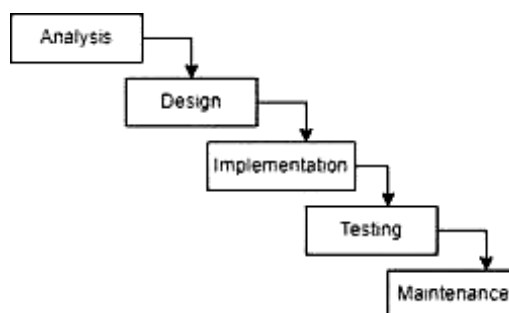 Analysis
Design
Implementation
Testing
Maintenance